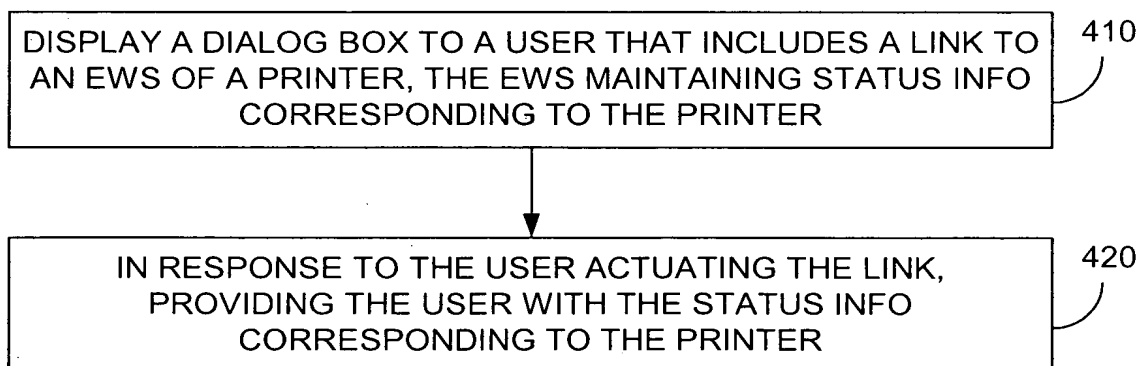 DISPLAY A DIALOG BOX TO A USER THAT INCLUDES A LINK TO
AN EWS OF A PRINTER, THE EWS MAINTAINING STATUS INFO
CORRESPONDING TO THE PRINTER
410
IN RESPONSE TO THE USER ACTUATING THE LINK,
PROVIDING THE USER WITH THE STATUS INFO
CORRESPONDING TO THE PRINTER
420